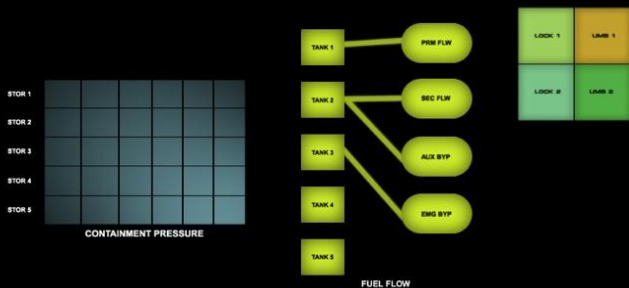 STOR 1
STOR 2
STOR 3
STOR 4
STOR 5
CONTAINMENT PRESSURE
TANK 1
TANK 2
TANK 3
TANK 4
TANK 5
PRM FLW
SEC FLW
AUX BYP
EMG BYP
FUEL FLOW
LOCK 1
UMB 1
LOCK 2
UMB 2